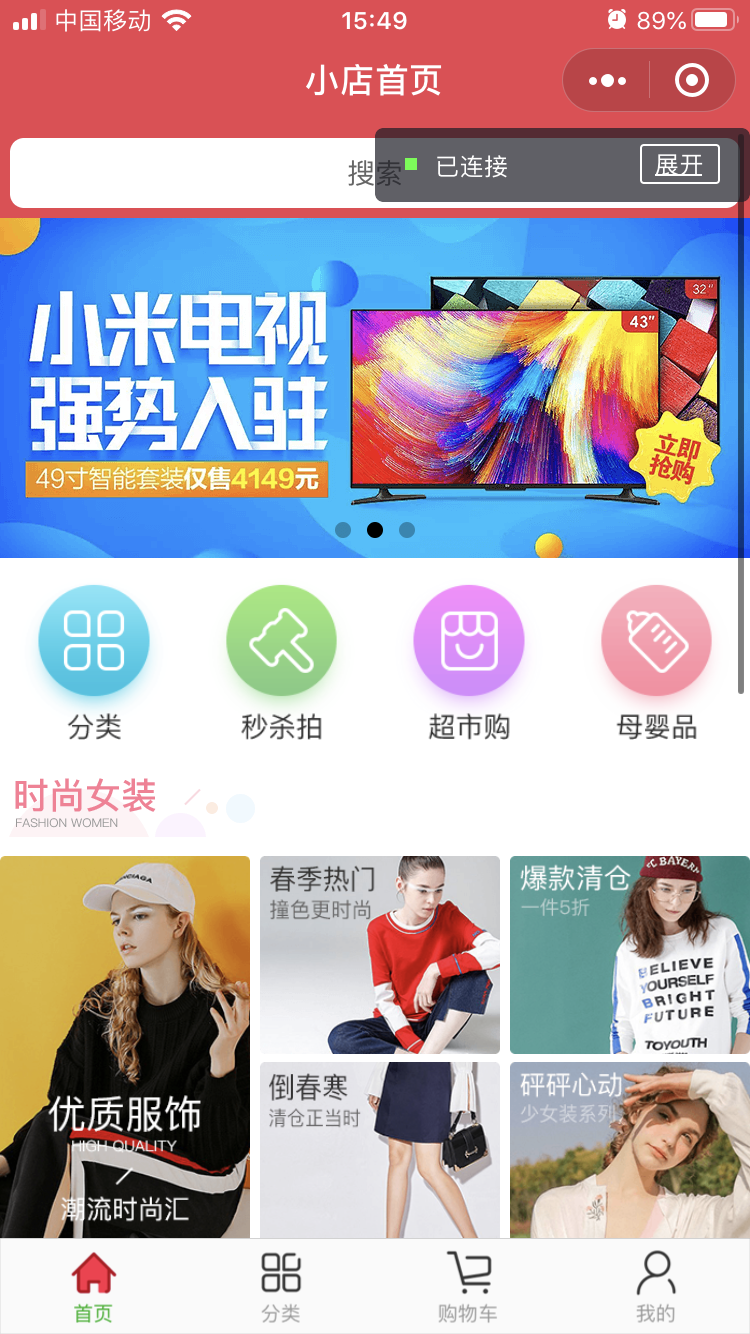 中国移动
15:49
89%
小店首页
搜索
已连接
展开
小米电视
强势入驻
49寸智能套装仅售4149元
32"
43"
立即
抢购
分类
秒杀拍
超市购
母婴品
时尚女装
FASHION WOMEN
BALENCIAGA
优质服饰
HIGH QUALITY
潮流时尚汇
春季热门
撞色更时尚
爆款清仓
一件5折
FC BAYERN
BELIEVE
YOURSELF
BRIGHT
FUTURE
TOYOUTH
倒春寒
清仓正当时
砰砰心动
少女装系列
首页
分类
购物车
我的